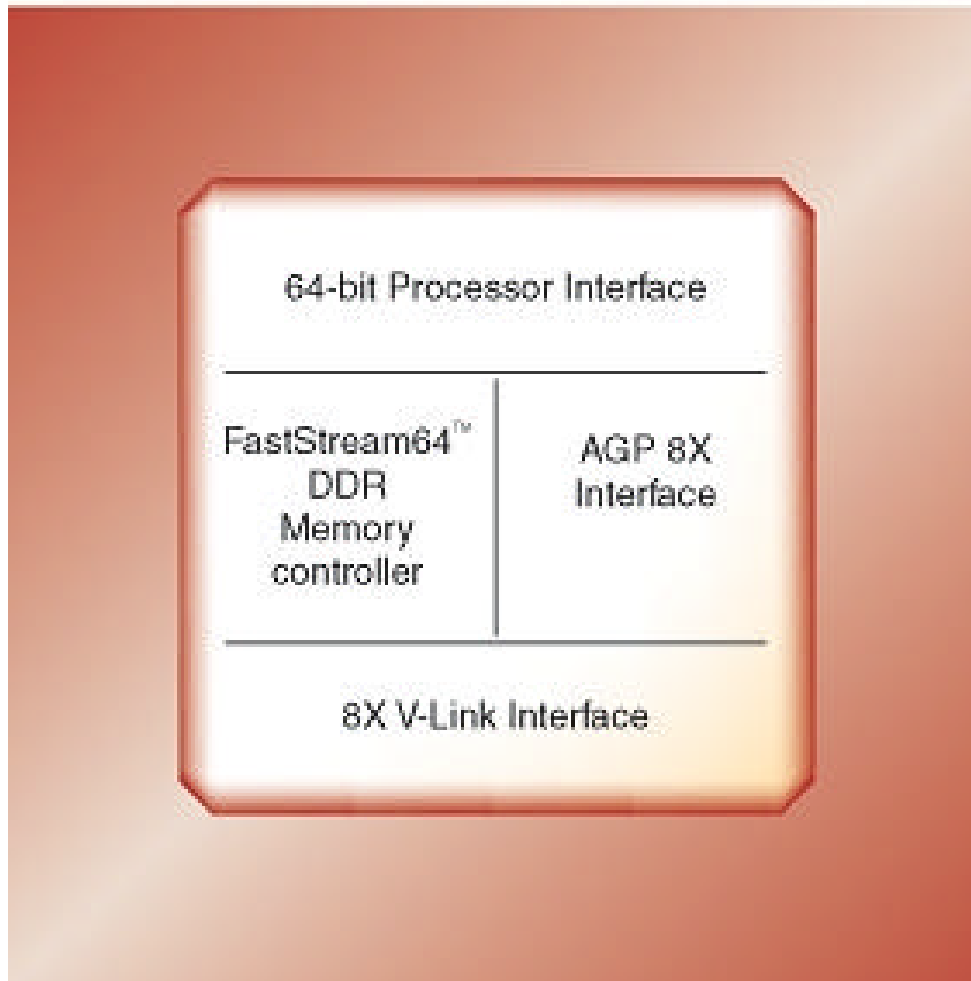 64-bit Processor Interface
FastStream64™
DDR
Memory
controller
AGP 8X
Interface
8X V-Link Interface